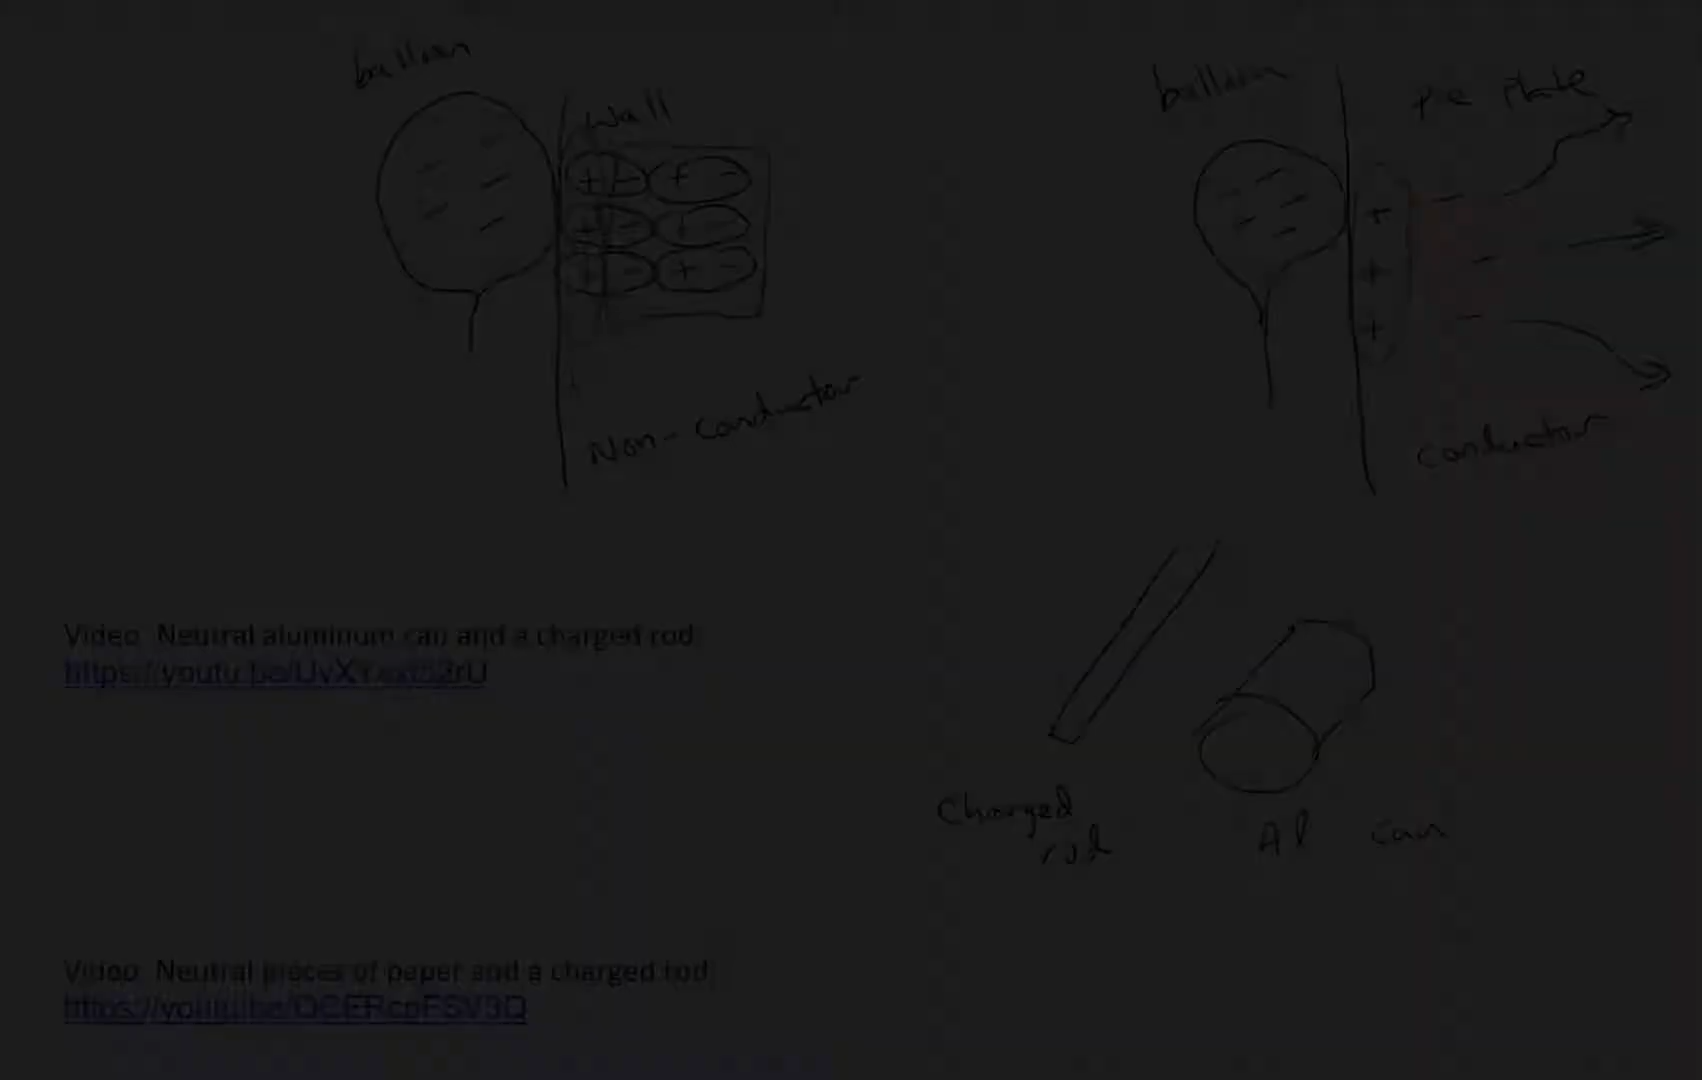 balloon
wall
Non-conductor
balloon
pie plate
conductor
Video: Neutral aluminum can and a charged rod
Charged
rod
Al can
Video: Neutral pieces of paper and a charged rod